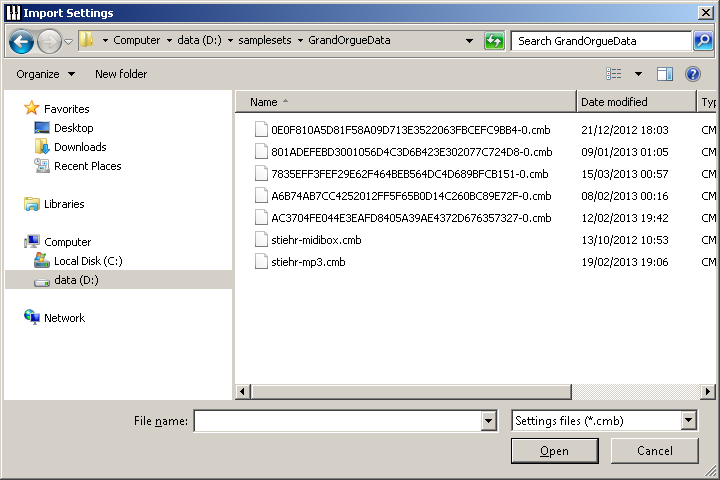 Import Settings
Computer data (D:) samplesets GrandOrgueData Search GrandOrgueData
Organize New folder
Favorites
Desktop
Downloads
Recent Places
Libraries
Computer
Local Disk (C:)
data (D:)
Network
Name Date modified Typ
0E0F810A5D81F58A09D713E3522063FBCEFC9BB4-0.cmb 21/12/2012 18:03 CM
801ADEFEBD3001056D4C3D6B423E302077C724D8-0.cmb 09/01/2013 01:05 CM
7835EFF3FEF29E62F464BEB564DC4D689BFCB151-0.cmb 15/03/2013 00:57 CM
A6B74AB7CC4252012FF5F65B0D14C260BC89E72F-0.cmb 08/02/2013 00:16 CM
AC3704FE044E3EAFD8405A39AE4372D676357327-0.cmb 12/02/2013 19:42 CM
stiehr-midibox.cmb 13/10/2012 10:53 CM
stiehr-mp3.cmb 19/02/2013 19:06 CM
File name: Settings files (*.cmb)
Open Cancel